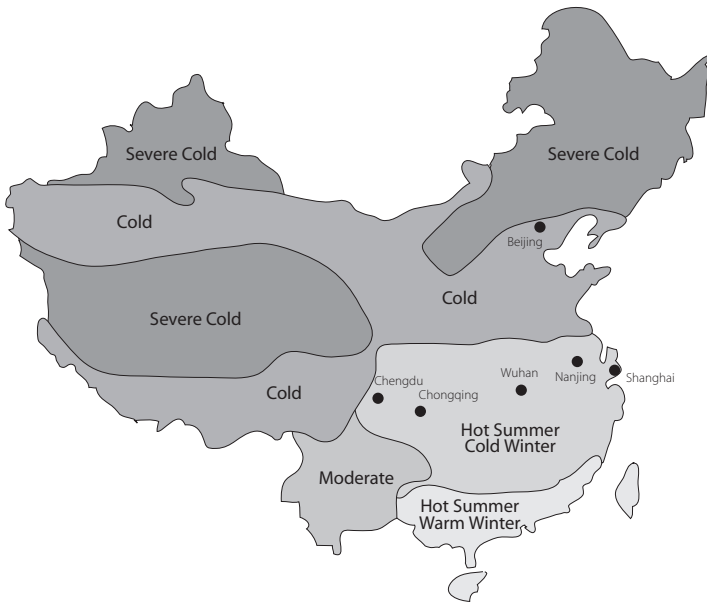 Severe Cold
Severe Cold
Cold
Beijing
Cold
Severe Cold
Wuhan
Nanjing
Shanghai
Chengdu
Chongqing
Cold
Hot Summer
Cold Winter
Moderate
Hot Summer
Warm Winter